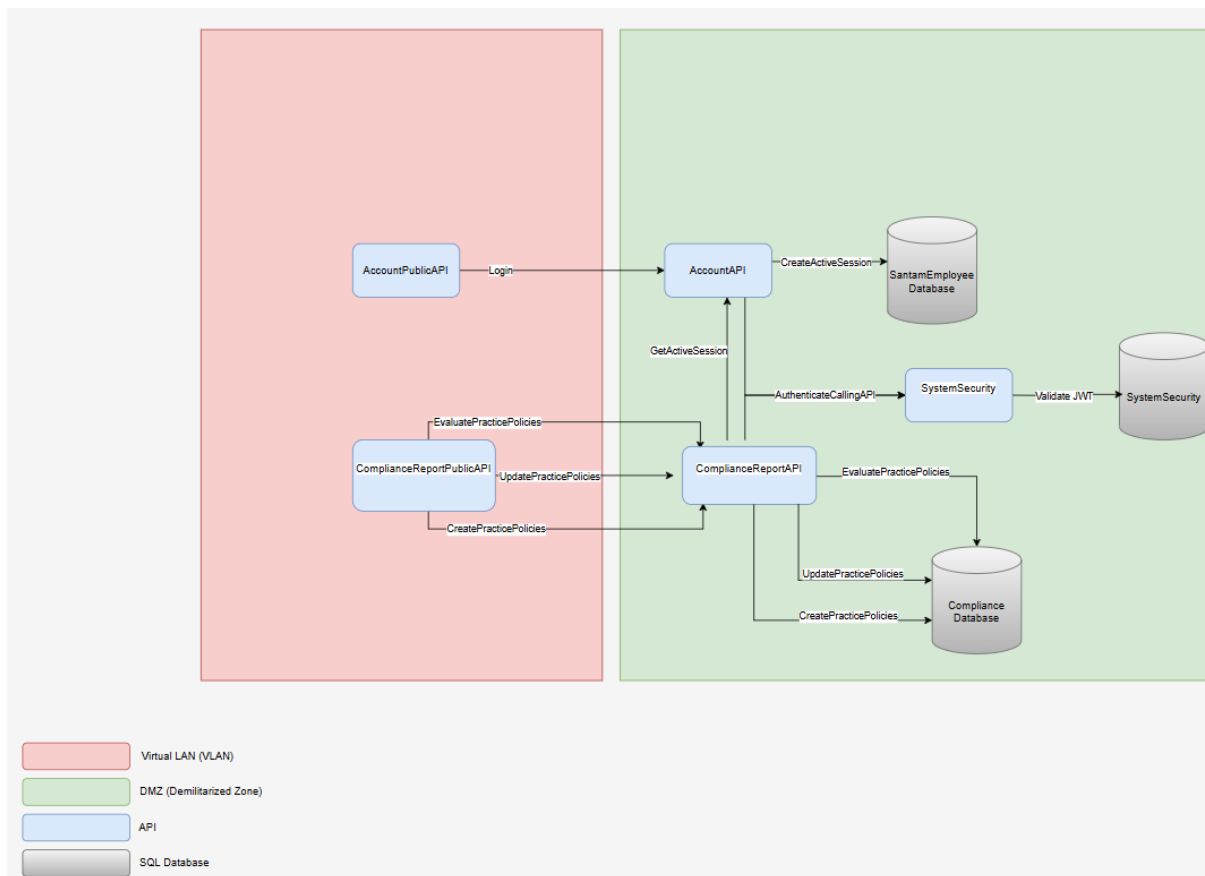 AccountPublicAPI
Login
AccountAPI
CreateActiveSession
SantamEmployee
Database
GetActiveSession
AuthenticateCallingAPI
SystemSecurity
Validate JWT
SystemSecurity
EvaluatePracticePolicies
ComplianceReportPublicAPI
UpdatePracticePolicies
CreatePracticePolicies
ComplianceReportAPI
EvaluatePracticePolicies
UpdatePracticePolicies
CreatePracticePolicies
Compliance
Database
Virtual LAN (VLAN)
DMZ (Demilitarized Zone)
API
SQL Database